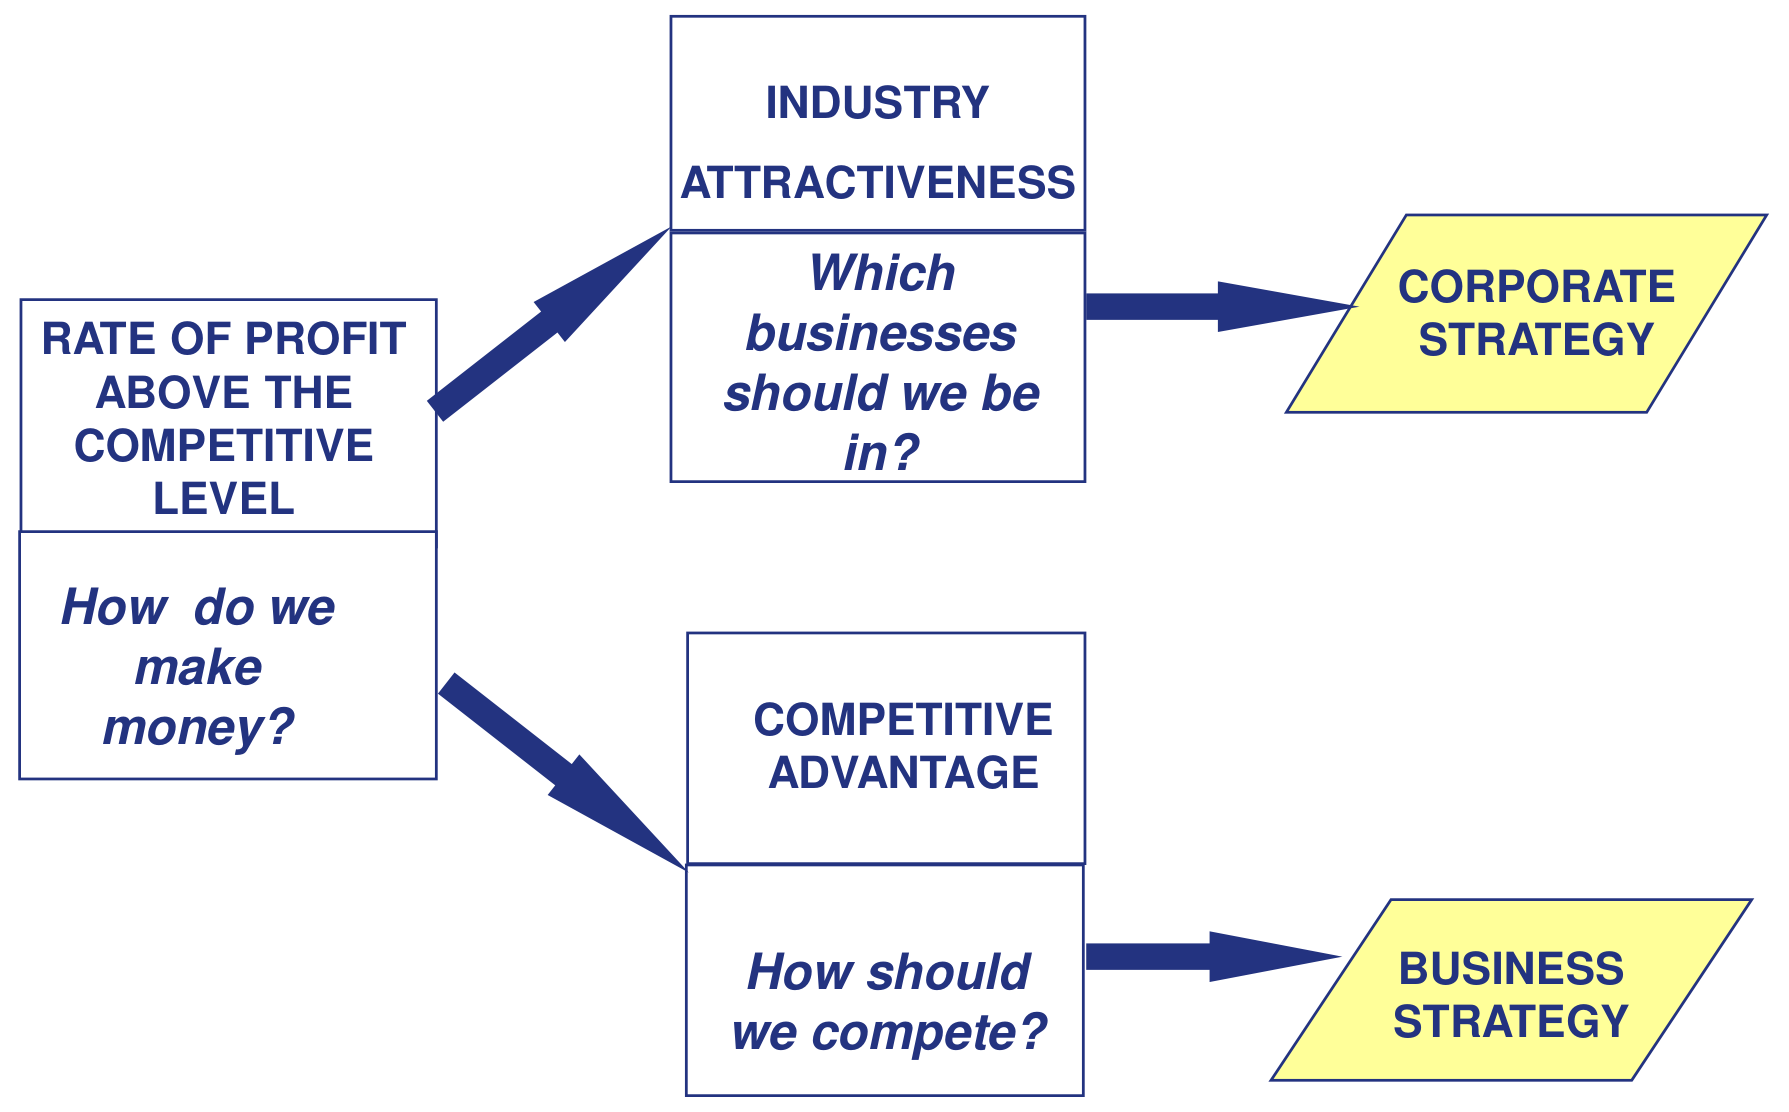 RATE OF PROFIT
ABOVE THE
COMPETITIVE
LEVEL
How do we
make
money?
INDUSTRY
ATTRACTIVENESS
Which
businesses
should we be
in?
CORPORATE
STRATEGY
COMPETITIVE
ADVANTAGE
How should
we compete?
BUSINESS
STRATEGY